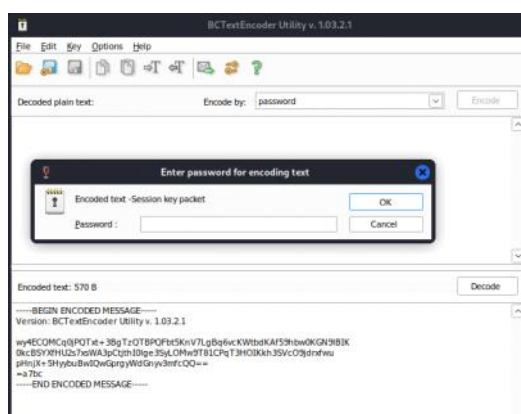 BCTextEncoder Utility v. 1.03.2.1
File Edit Key Options Help
Decoded plain text:
Encode by: password
Encode
Enter password for encoding text
Encoded text -Session key packet
Password :
OK
Cancel
Encoded text: 570 B
Decode
-----BEGIN ENCODED MESSAGE-----
Version: BCTextEncoder Utility v. 1.03.2.1
-----END ENCODED MESSAGE-----